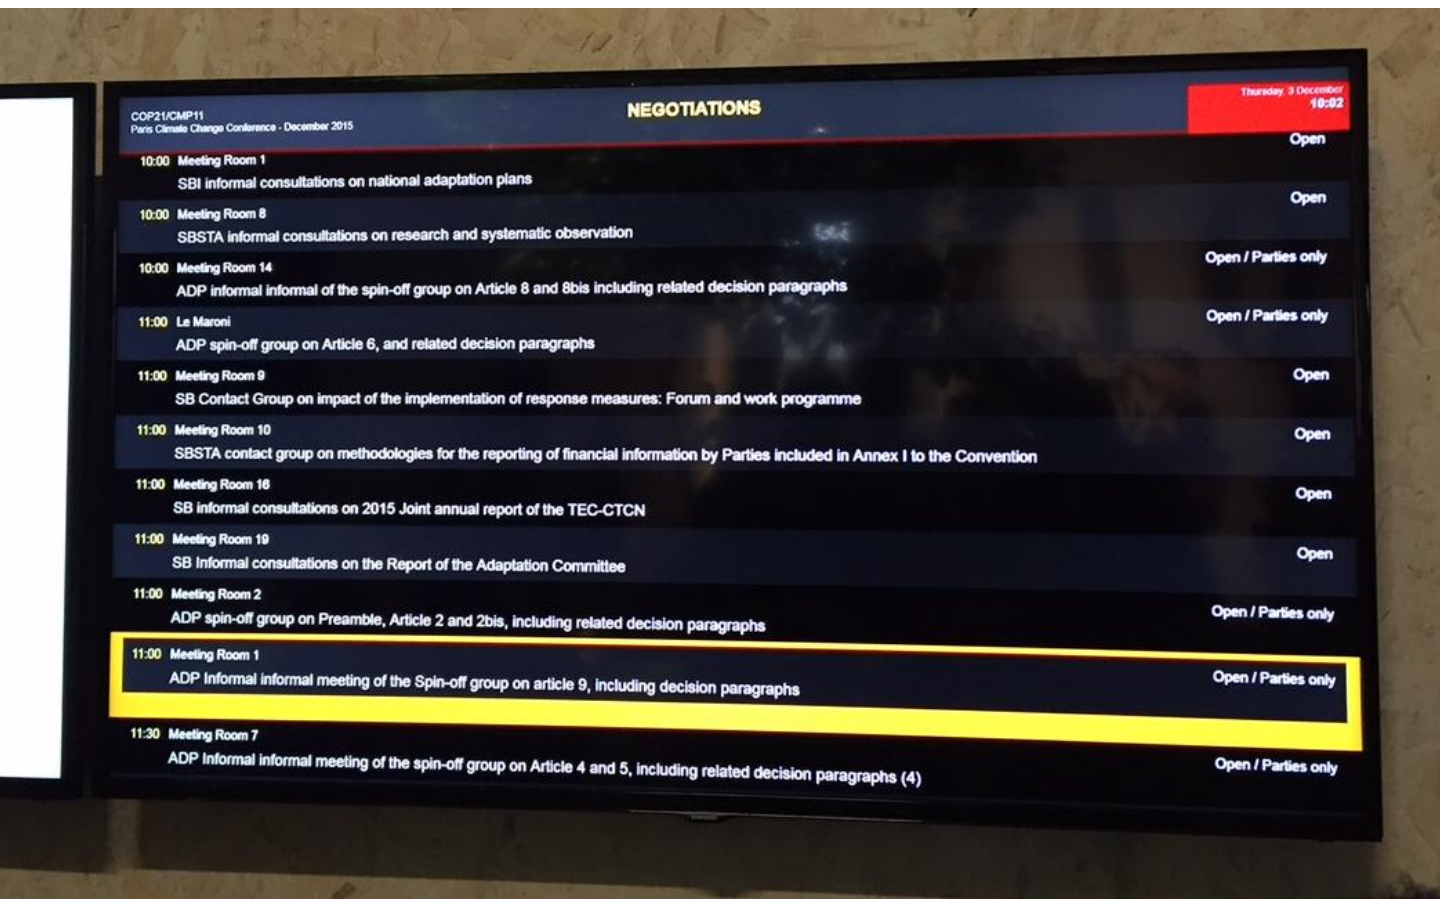 COP21/CMP11
Paris Climate Change Conference - December 2015
NEGOTIATIONS
Thursday, 3 December
10:02
10:00 Meeting Room 1 Open
SBI informal consultations on national adaptation plans
10:00 Meeting Room 8 Open
SBSTA informal consultations on research and systematic observation
10:00 Meeting Room 14 Open / Parties only
ADP informal informal of the spin-off group on Article 8 and 8bis including related decision paragraphs
11:00 Le Maroni Open / Parties only
ADP spin-off group on Article 6, and related decision paragraphs
11:00 Meeting Room 9 Open
SB Contact Group on impact of the implementation of response measures: Forum and work programme
11:00 Meeting Room 10 Open
SBSTA contact group on methodologies for the reporting of financial information by Parties included in Annex I to the Convention
11:00 Meeting Room 16 Open
SB informal consultations on 2015 Joint annual report of the TEC-CTCN
11:00 Meeting Room 19 Open
SB Informal consultations on the Report of the Adaptation Committee
11:00 Meeting Room 2 Open / Parties only
ADP spin-off group on Preamble, Article 2 and 2bis, including related decision paragraphs
11:00 Meeting Room 1 Open / Parties only
ADP Informal informal meeting of the Spin-off group on article 9, including decision paragraphs
11:30 Meeting Room 7 Open / Parties only
ADP Informal informal meeting of the spin-off group on Article 4 and 5, including related decision paragraphs (4)